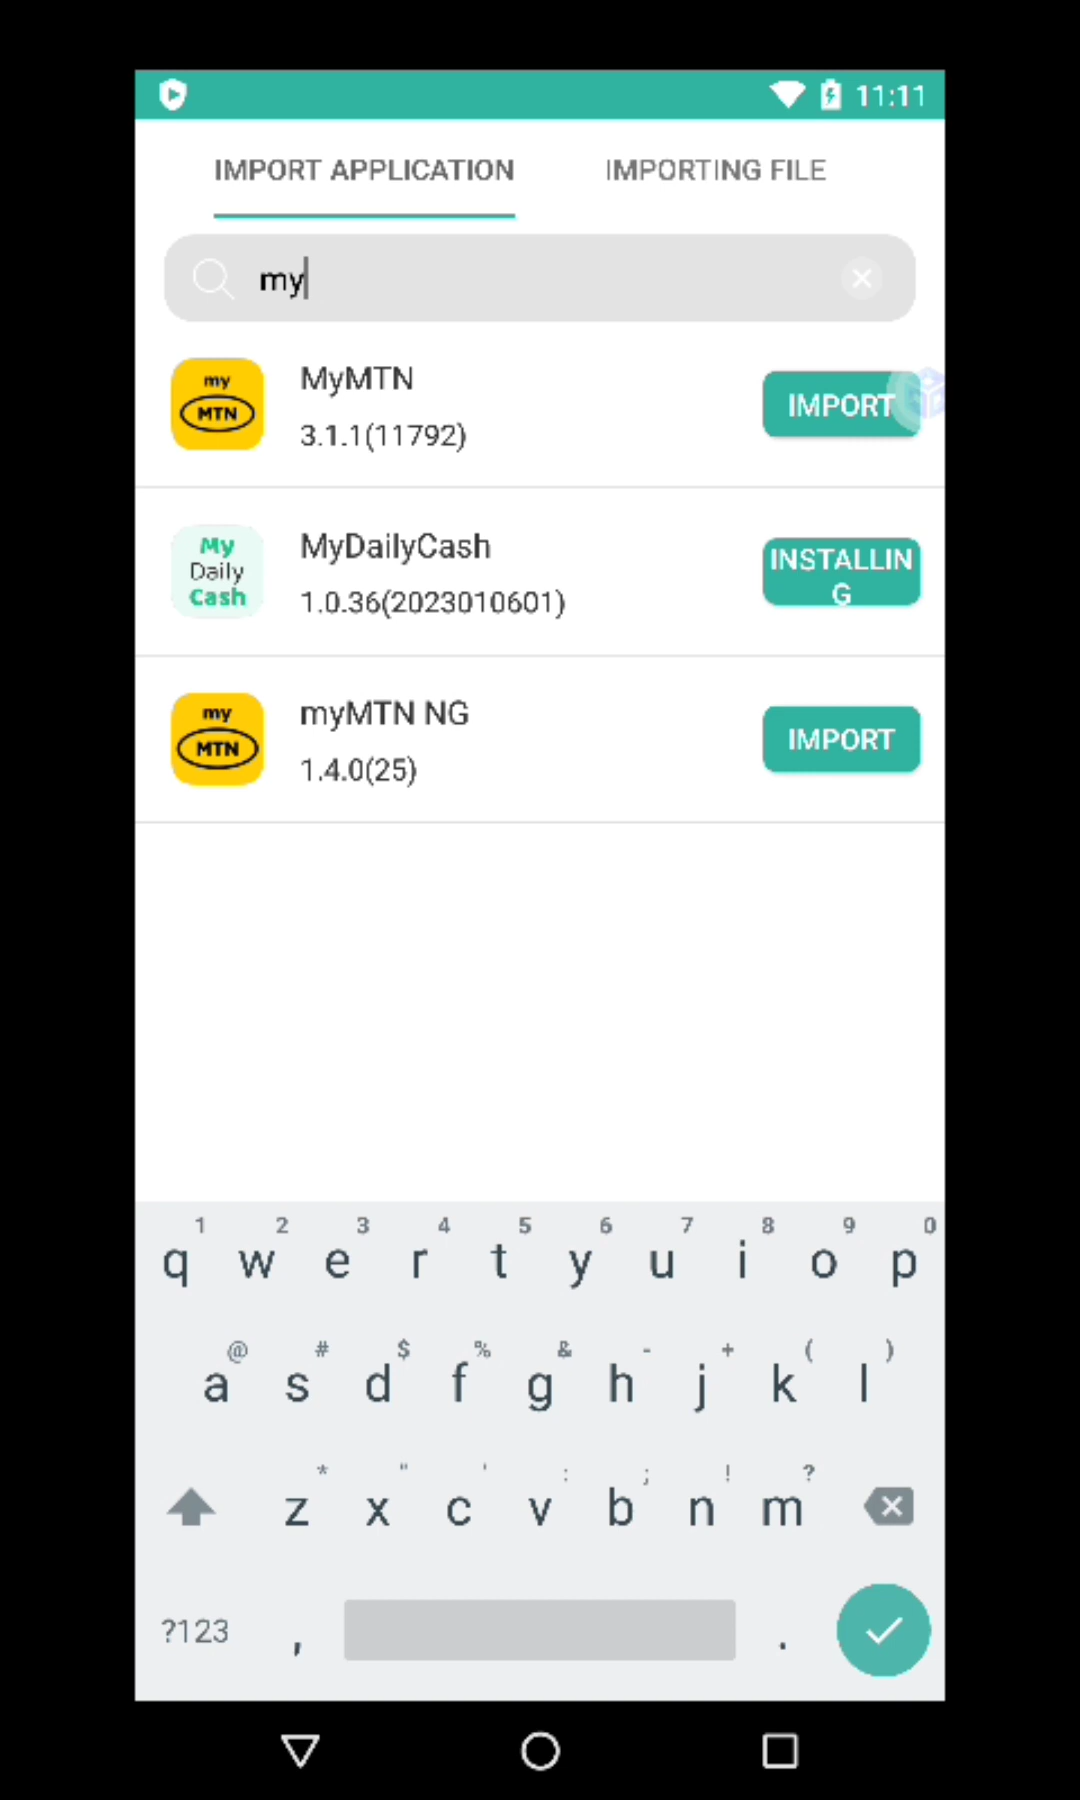 11:11
IMPORT APPLICATION
IMPORTING FILE
my
my
MTN
MyMTN
3.1.1(11792)
IMPORT
My
Daily
Cash
MyDailyCash
1.0.36(2023010601)
INSTALLIN
G
my
MTN
myMTN NG
1.4.0(25)
IMPORT
1 2 3 4 5 6 7 8 9 0
q w e r t y u i o p
@ # $ % & - + ( )
a s d f g h j k l
* " ' : ; ! ?
z x c v b n m
?123 , .